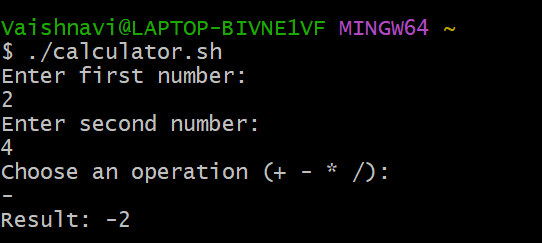 Vaishnavi@LAPTOP-BIVNE1VF MINGW64 ~
$ ./calculator.sh
Enter first number:
2
Enter second number:
4
Choose an operation (+ - * /):
-
Result: -2